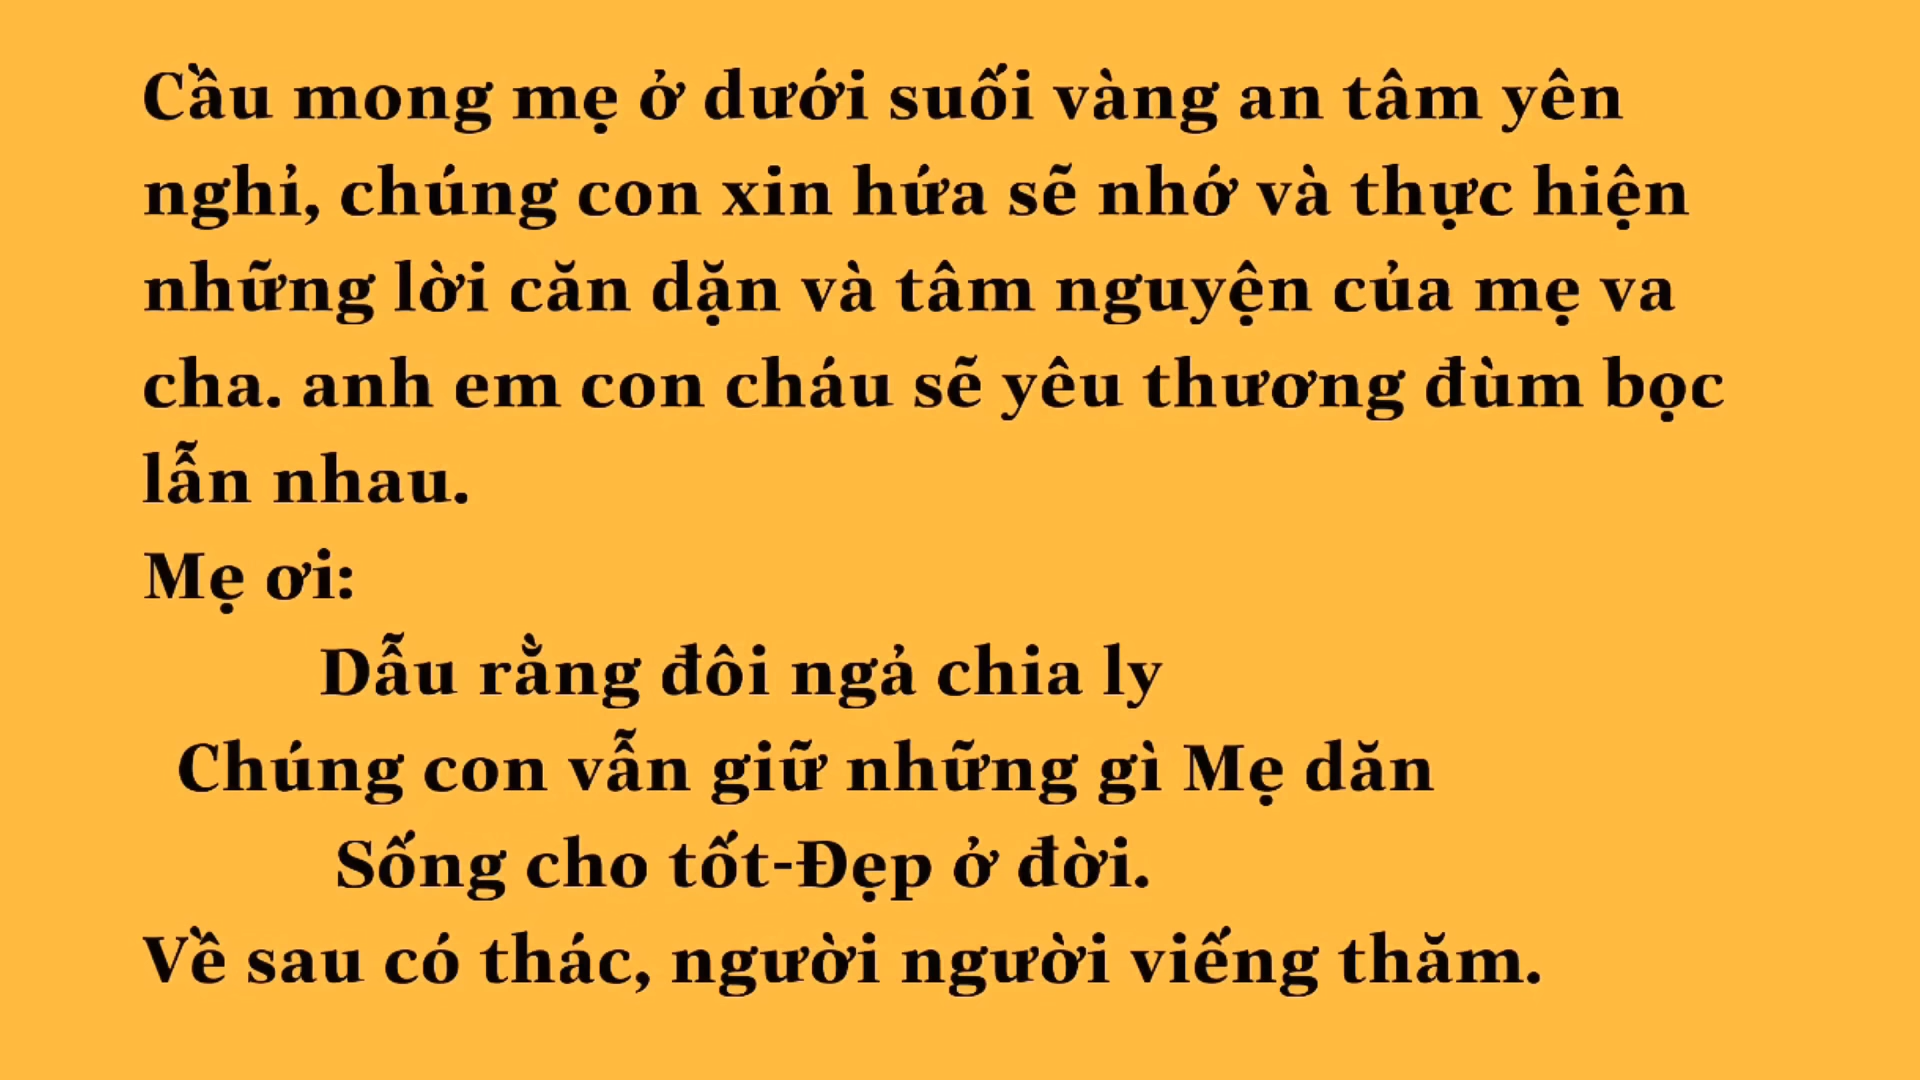 Cầu mong mẹ ở dưới suối vàng an tâm yên
nghỉ, chúng con xin hứa sẽ nhớ và thực hiện
những lời căn dặn và tâm nguyện của mẹ va
cha. anh em con cháu sẽ yêu thương đùm bọc
lẫn nhau.
Mẹ ơi:
Dẫu rằng đôi ngả chia ly
Chúng con vẫn giữ những gì Mẹ dăn
Sống cho tốt-Đẹp ở đời.
Về sau có thác, người người viếng thăm.